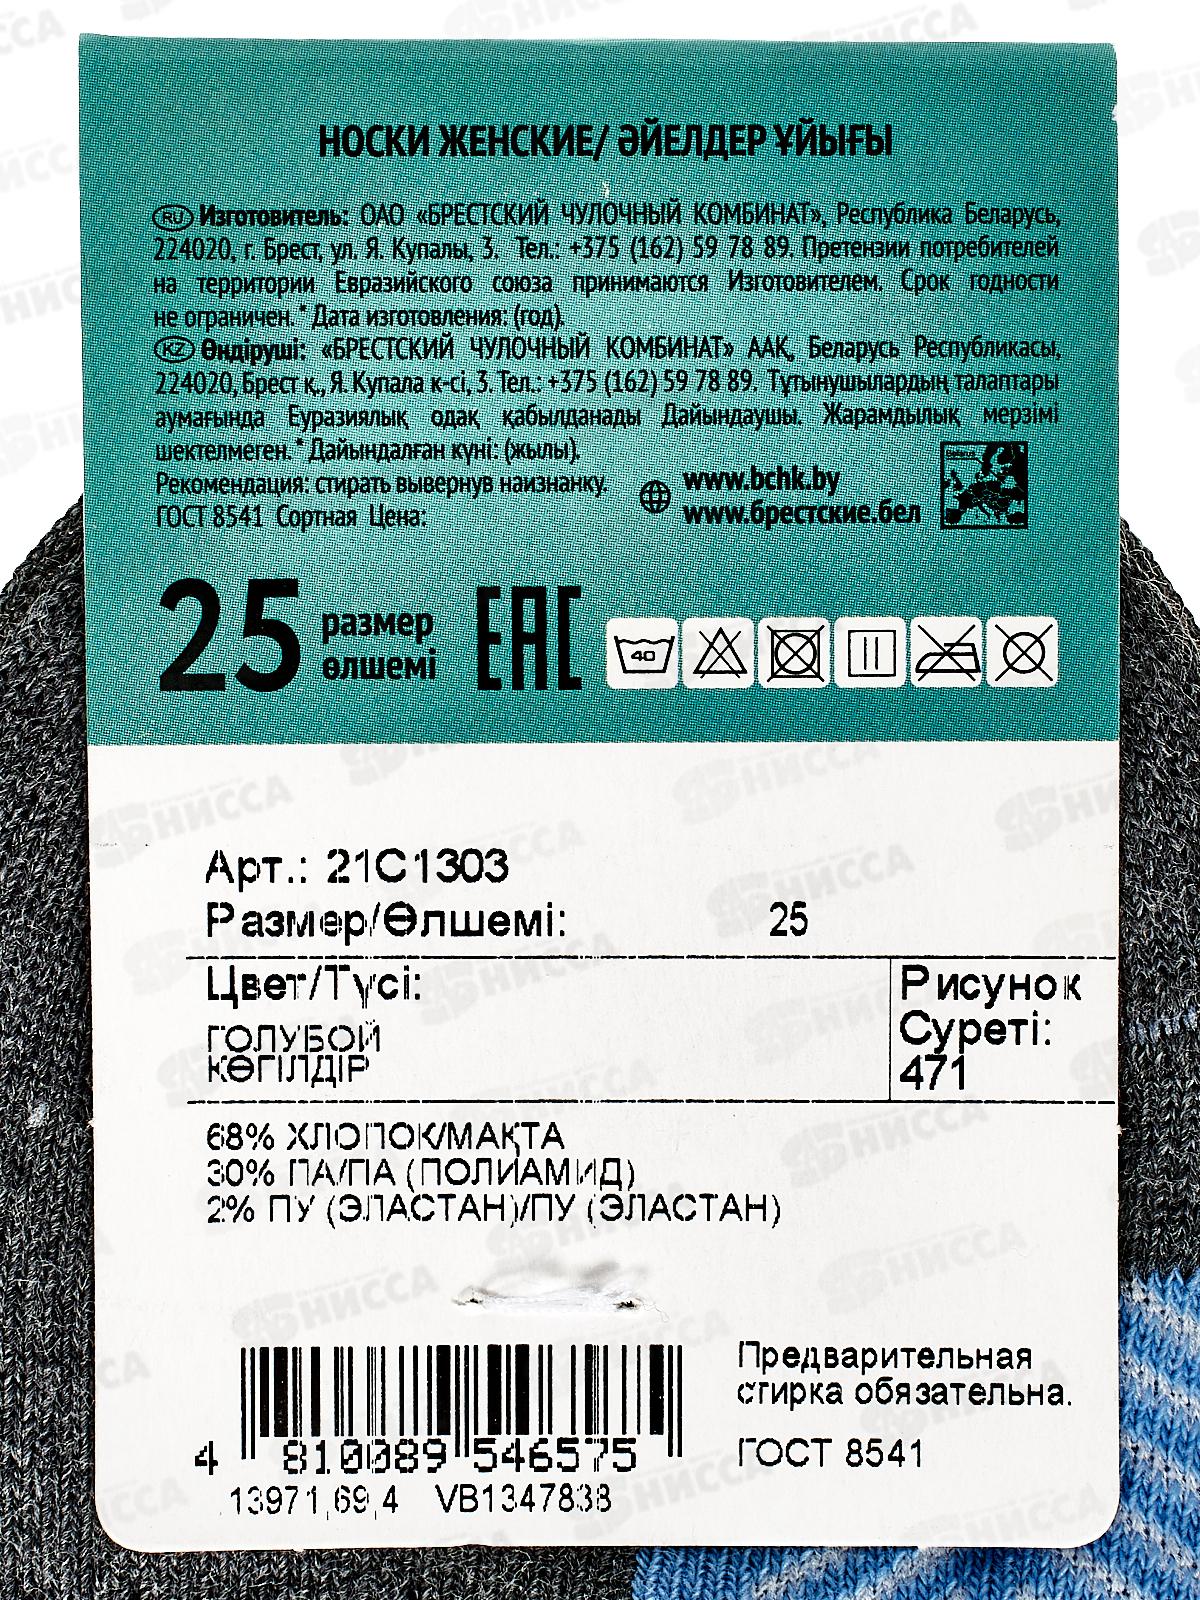 НОСКИ ЖЕНСКИЕ/ ӘЙЕЛДЕР ҰЙЫҒЫ
RU Изготовитель: ОАО «БРЕСТСКИЙ ЧУЛОЧНЫЙ КОМБИНАТ», Республика Беларусь,
224020, г. Брест, ул. Я. Купалы, 3. Тел.: +375 (162) 59 78 89. Претензии потребителей
на территории Евразийского союза принимаются Изготовителем. Срок годности
не ограничен. * Дата изготовления: (год).
KZ Өндіруші: «БРЕСТСКИЙ ЧУЛОЧНЫЙ КОМБИНАТ» ААҚ, Беларусь Республикасы,
224020, Брест қ., Я. Купала к-сі, 3. Тел.: +375 (162) 59 78 89. Тұтынушылардың талаптары
аумағында Еуразиялық одақ қабылданады Дайындаушы. Жарамдылық мерзімі
шектелмеген. * Дайындалған күні: (жылы).
Рекомендация: стирать вывернув наизнанку.
ГОСТ 8541 Сортная Цена:
www.bchk.by
www.брестские.бел
Belarus
25 размер
өлшемі
EAC
40
Арт.: 21С1303
Размер/Өлшемі: 25
Цвет/Түсі:
ГОЛУБОЙ
КӨГІЛДІР
Рисунок
Суреті:
471
68% ХЛОПОК/МАҚТА
30% ПА/ПА (ПОЛИАМИД)
2% ПУ (ЭЛАСТАН)/ПУ (ЭЛАСТАН)
Предварительная
стирка обязательна.
ГОСТ 8541
4 810089 546575
13971,69,4 VB1347838
НИССА